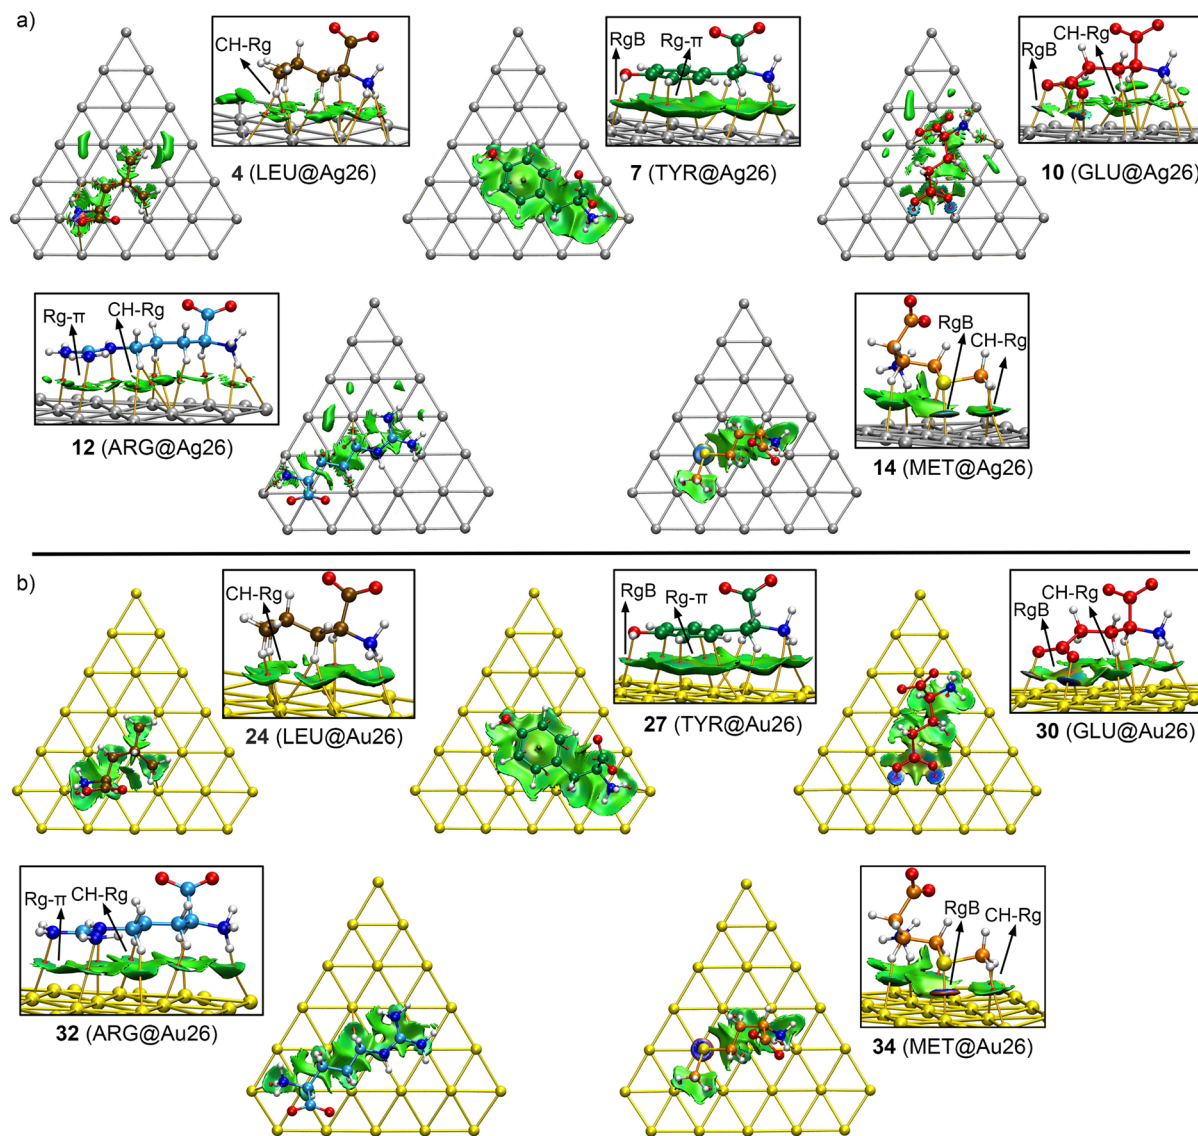 a)
CH-Rg
4 (LEU@Ag26)
RgB
Rg-π
7 (TYR@Ag26)
RgB
CH-Rg
10 (GLU@Ag26)
Rg-π
CH-Rg
12 (ARG@Ag26)
RgB
CH-Rg
14 (MET@Ag26)
b)
CH-Rg
24 (LEU@Au26)
RgB
Rg-π
27 (TYR@Au26)
RgB
CH-Rg
30 (GLU@Au26)
Rg-π
CH-Rg
32 (ARG@Au26)
RgB
CH-Rg
34 (MET@Au26)